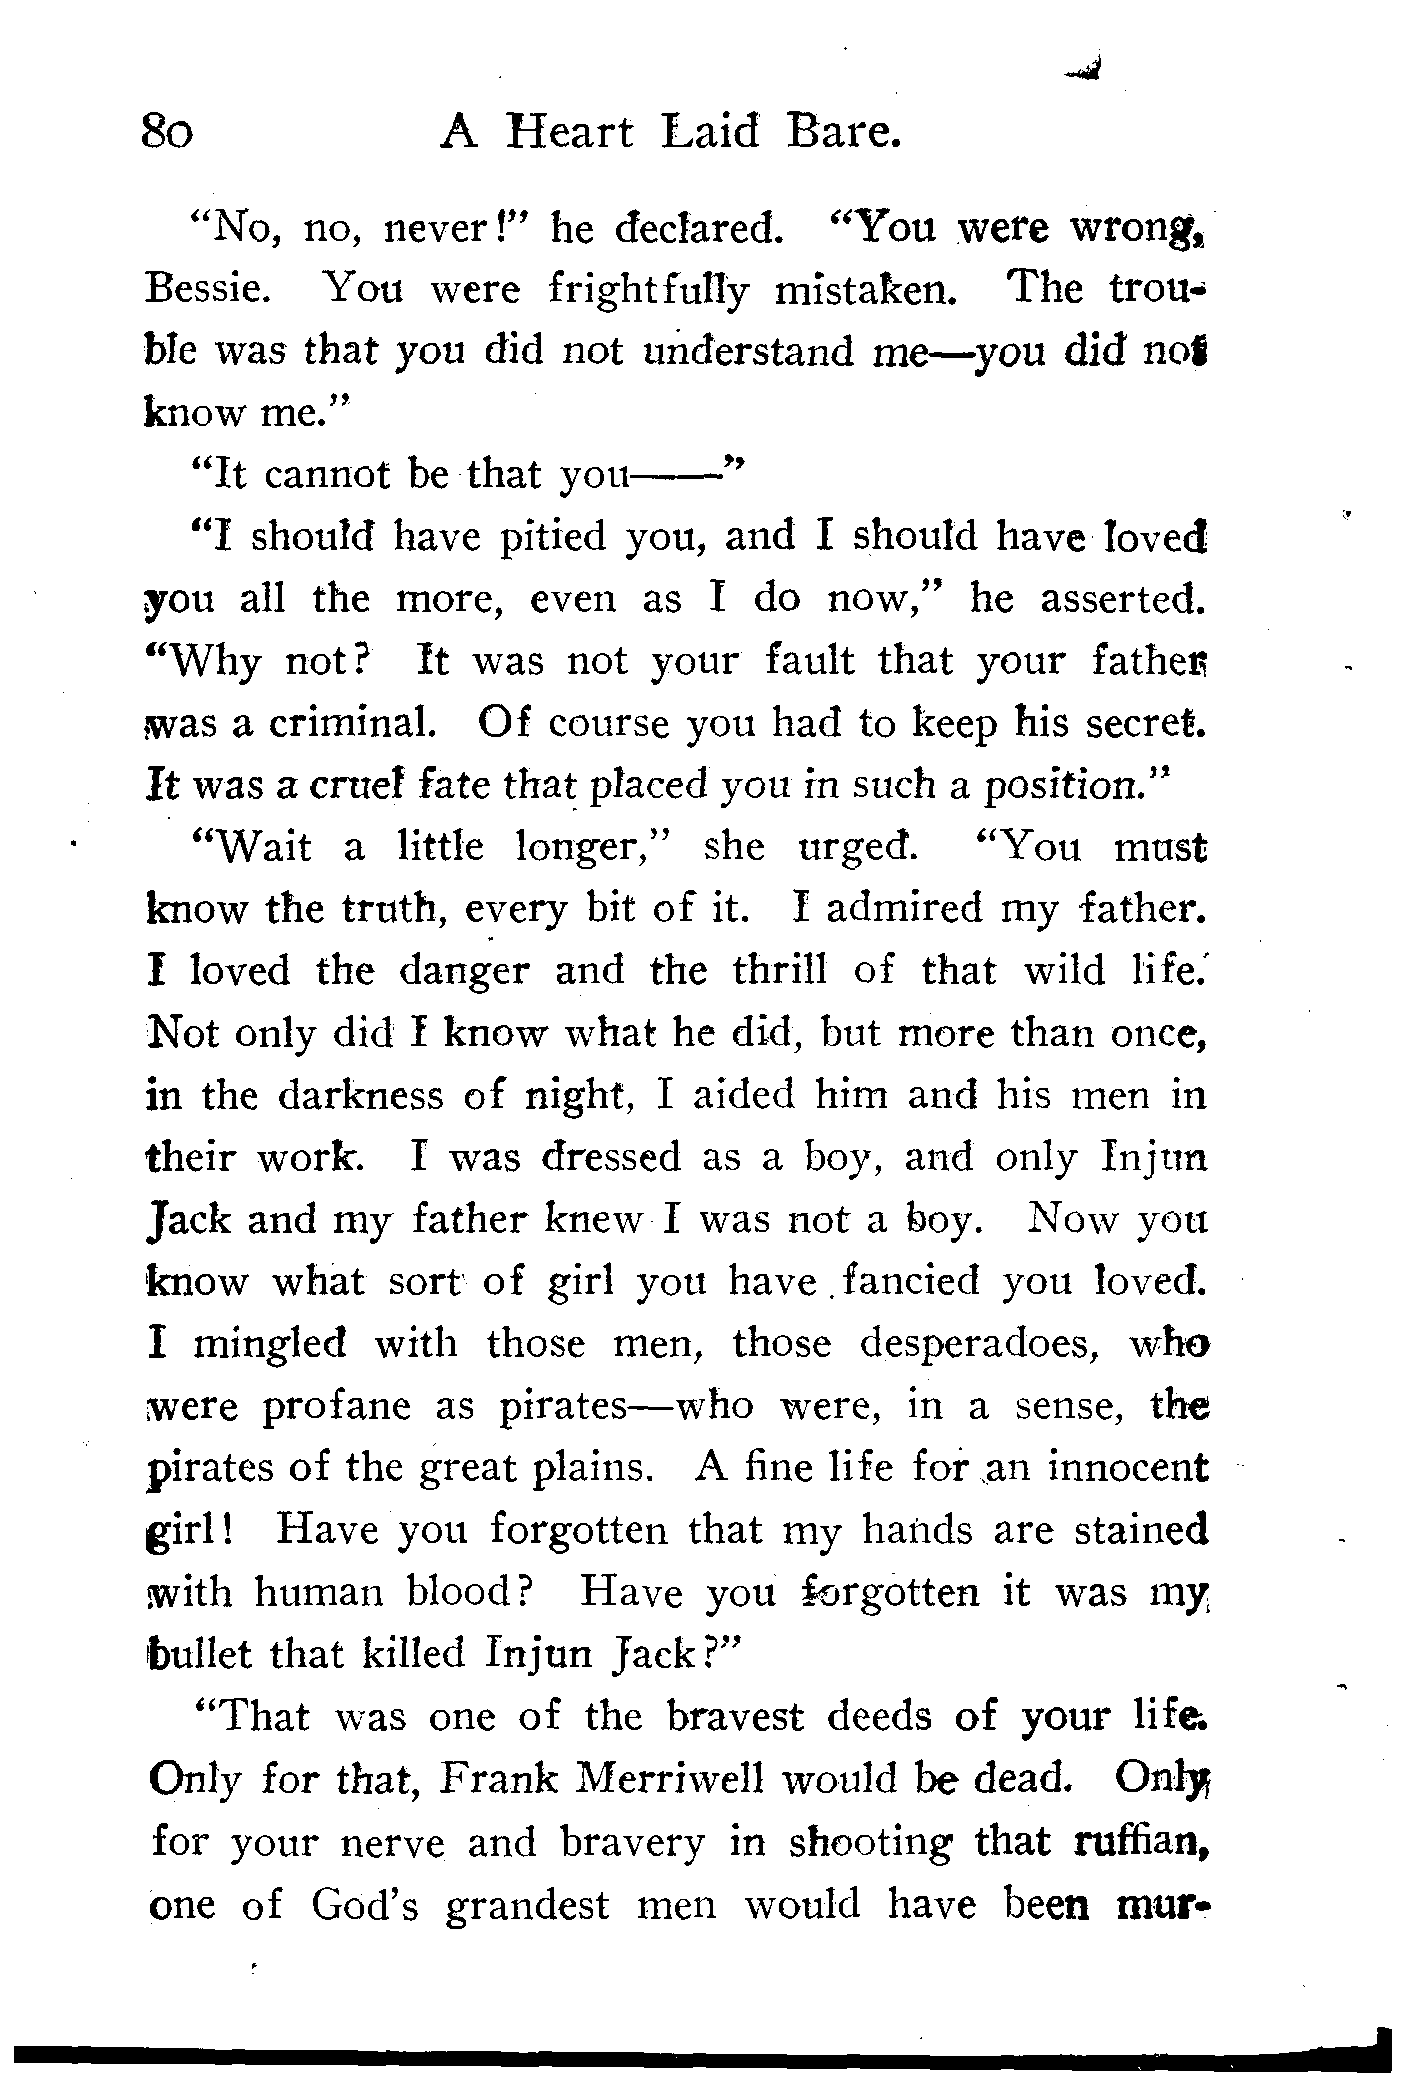 80 A Heart Laid Bare.
"No, no, never!" he declared. "You were wrong,
Bessie. You were frightfully mistaken. The trou-
ble was that you did not understand me—you did not
know me."
"It cannot be that you——"
"I should have pitied you, and I should have loved
you all the more, even as I do now," he asserted.
"Why not? It was not your fault that your father
was a criminal. Of course you had to keep his secret.
It was a cruel fate that placed you in such a position."
"Wait a little longer," she urged. "You must
know the truth, every bit of it. I admired my father.
I loved the danger and the thrill of that wild life.
Not only did I know what he did, but more than once,
in the darkness of night, I aided him and his men in
their work. I was dressed as a boy, and only Injun
Jack and my father knew I was not a boy. Now you
know what sort of girl you have fancied you loved.
I mingled with those men, those desperadoes, who
were profane as pirates—who were, in a sense, the
pirates of the great plains. A fine life for an innocent
girl! Have you forgotten that my hands are stained
with human blood? Have you forgotten it was my
bullet that killed Injun Jack?"
"That was one of the bravest deeds of your life.
Only for that, Frank Merriwell would be dead. Only
for your nerve and bravery in shooting that ruffian,
one of God's grandest men would have been mur-